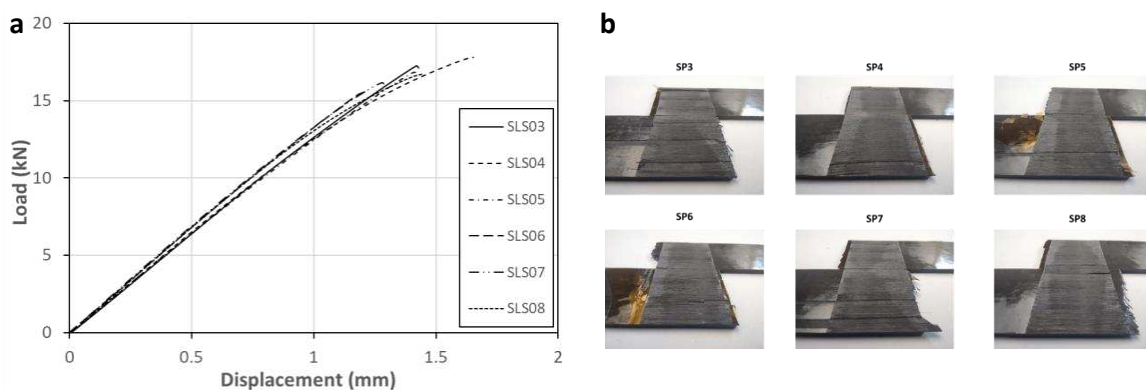 a
20
15
10
5
0
Load (kN)
0
0.5
1
1.5
2
Displacement (mm)
SLS03
SLS04
SLS05
SLS06
SLS07
SLS08
b
SP3
SP4
SP5
SP6
SP7
SP8